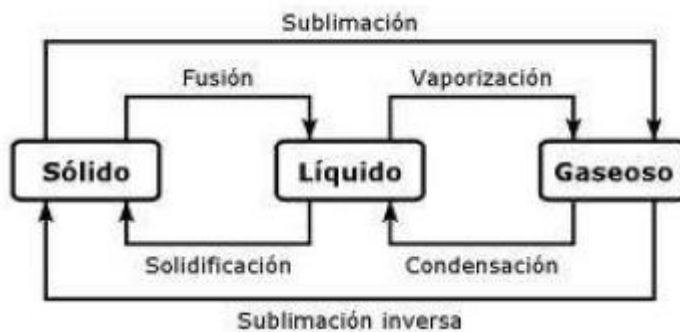 Sublimación
Fusión
Vaporización
Sólido
Líquido
Gaseoso
Solidificación
Condensación
Sublimación inversa